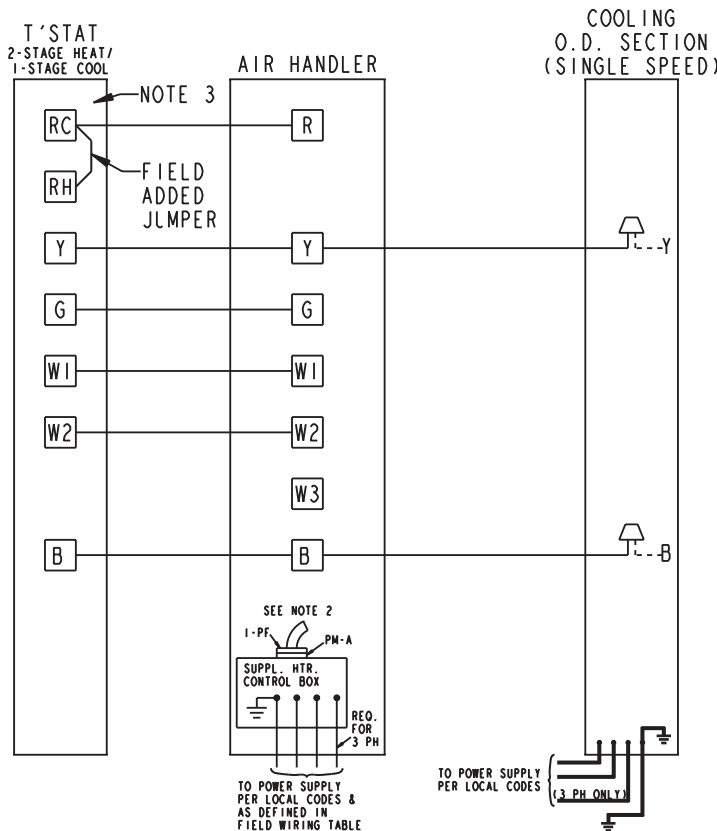 T'STAT
2-STAGE HEAT/
1-STAGE COOL
AIR HANDLER
COOLING
O.D. SECTION
(SINGLE SPEED)
NOTE 3
RC
R
FIELD
ADDED
JUMPER
RH
Y
Y
Y
G
G
W1
W1
W2
W2
W3
B
B
B
SEE NOTE 2
1-PF
PM-A
SUPPL. HTR.
CONTROL BOX
REQ.
FOR
3 PH
TO POWER SUPPLY
PER LOCAL CODES &
AS DEFINED IN
FIELD WIRING TABLE
TO POWER SUPPLY
PER LOCAL CODES
(3 PH ONLY)